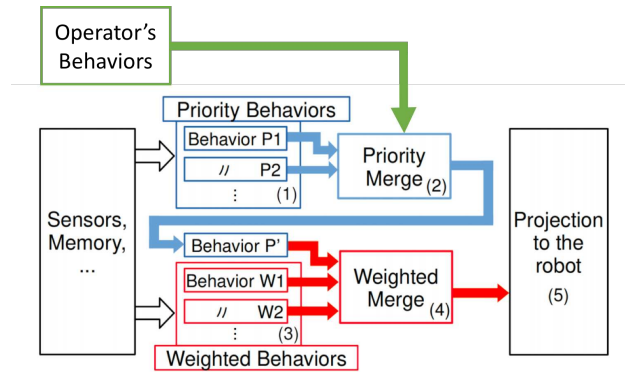 Operator's
Behaviors
Priority Behaviors
Behavior P1
〃 P2
⋮ (1)
Priority
Merge (2)
Sensors,
Memory,
...
Behavior P'
Behavior W1
〃 W2
⋮ (3)
Weighted Behaviors
Weighted
Merge (4)
Projection
to the
robot
(5)